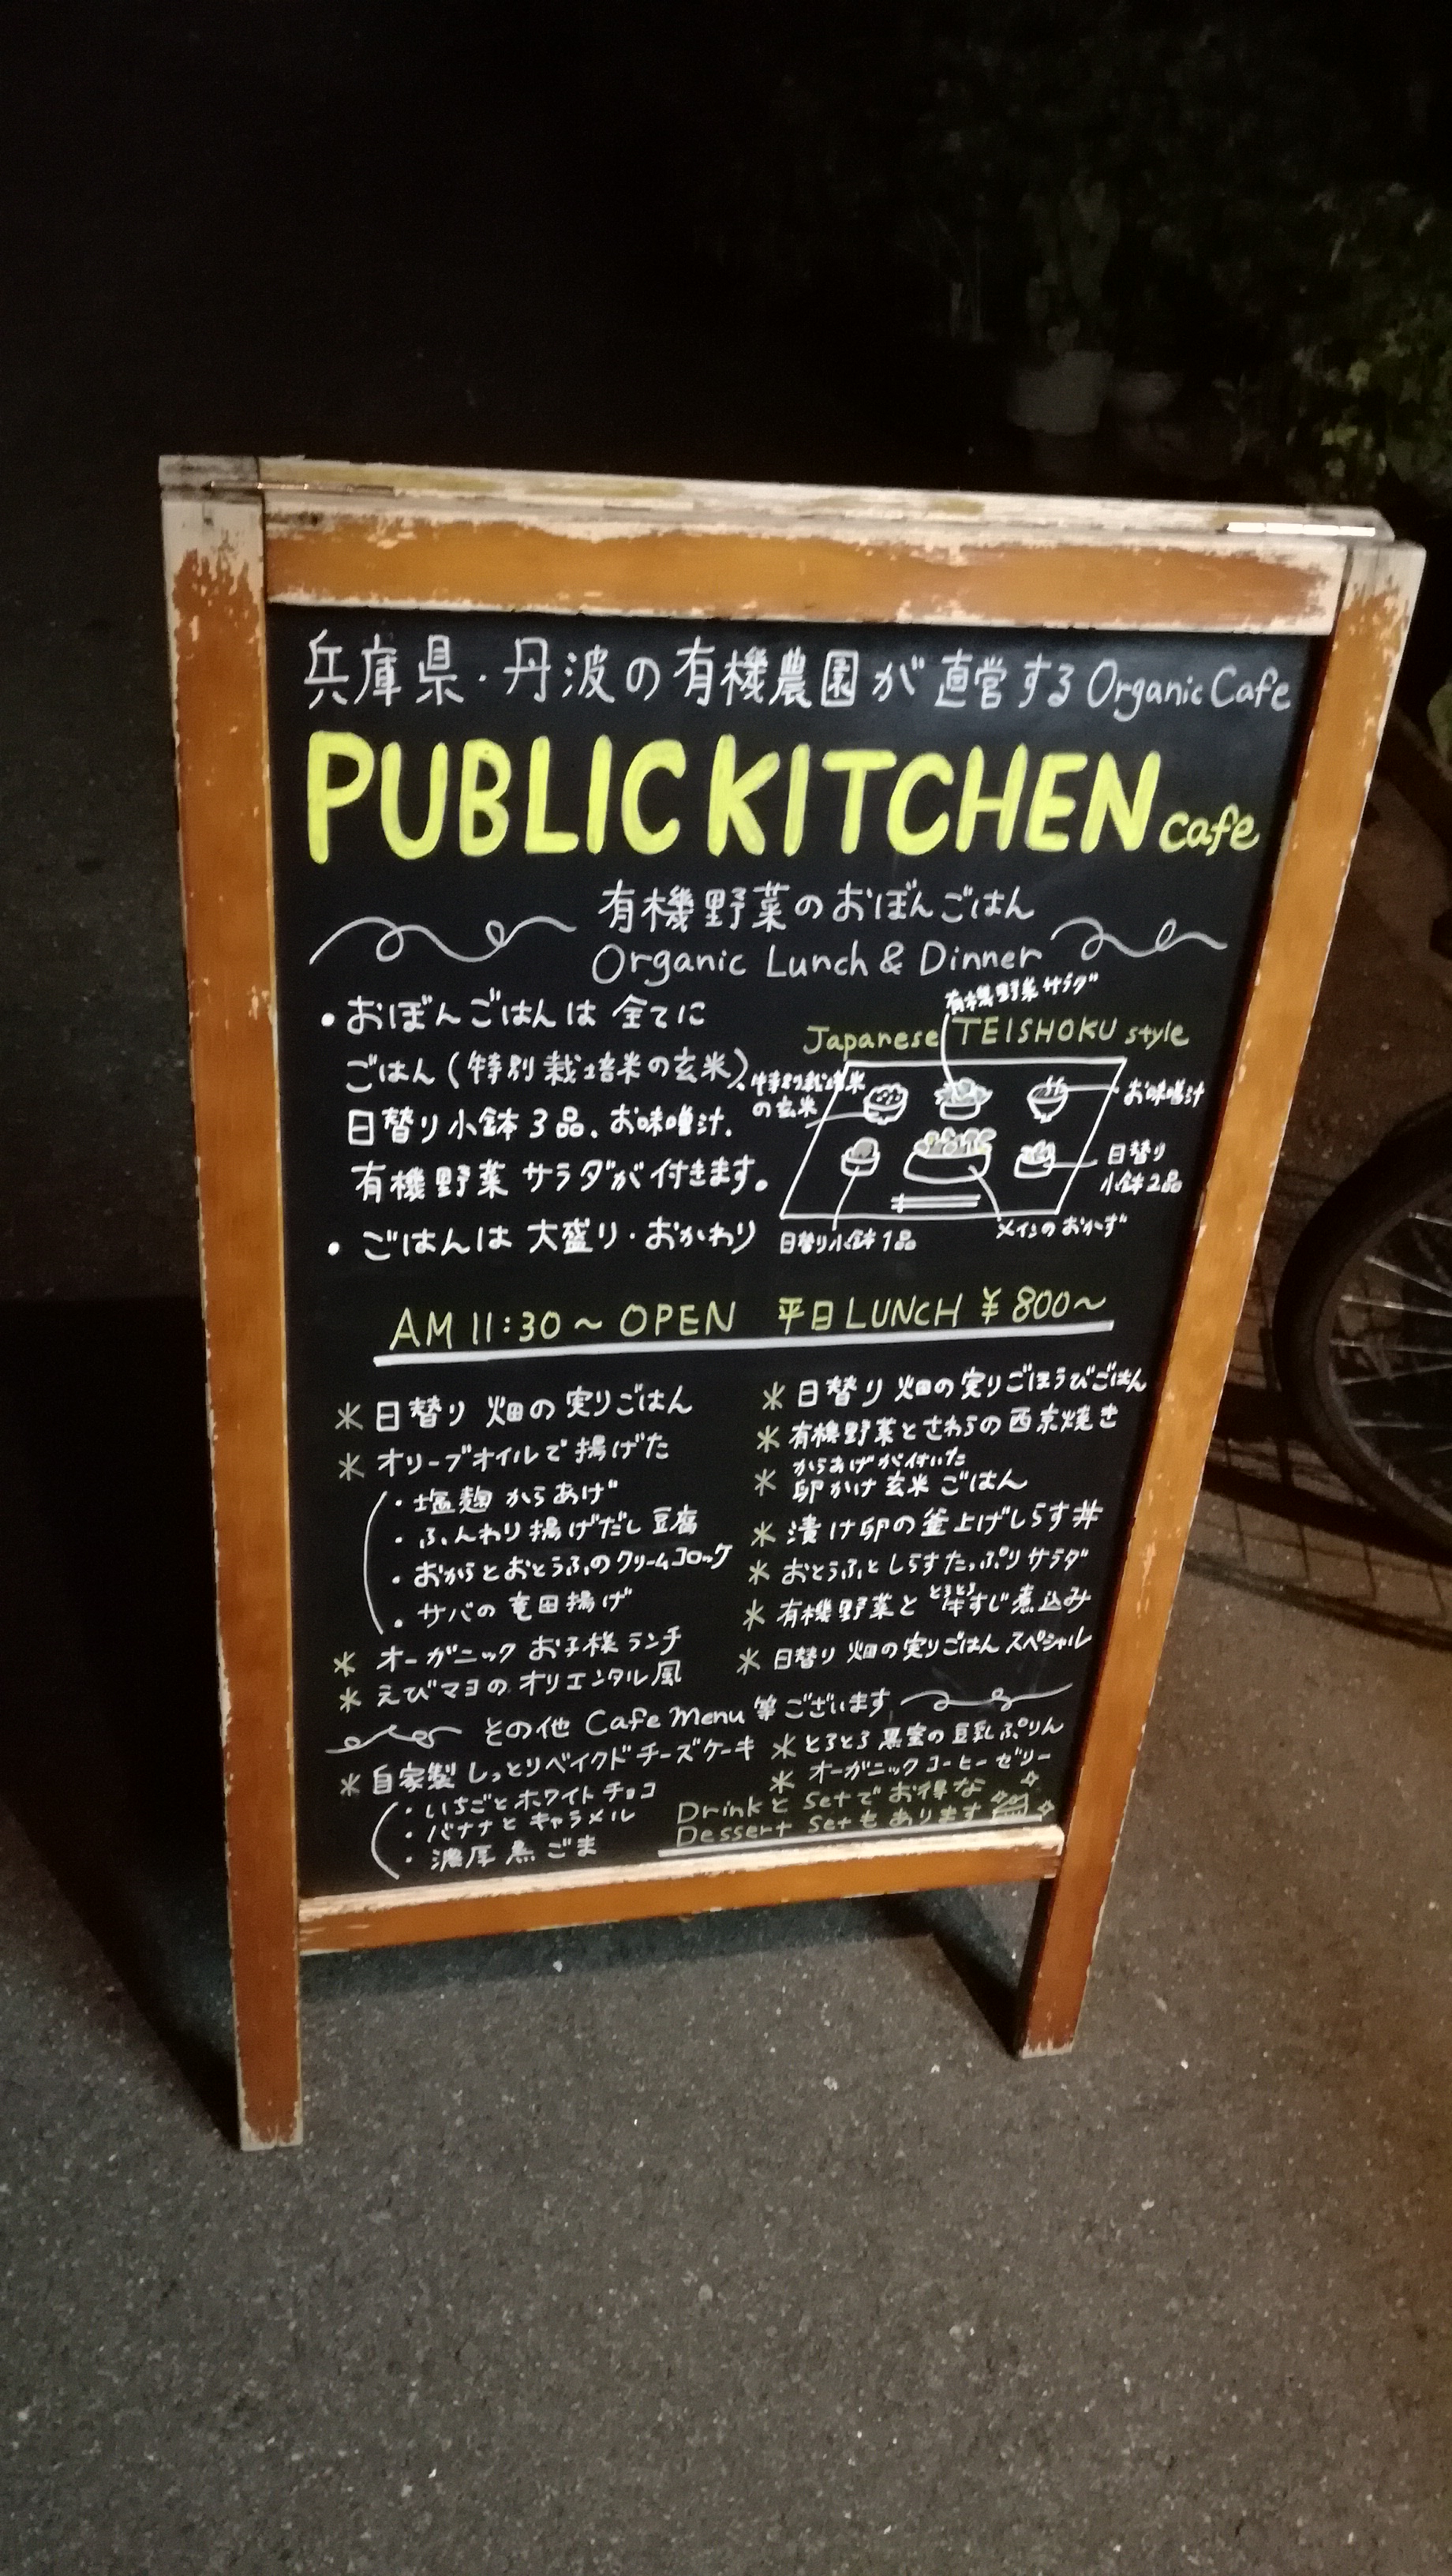 兵庫県・丹波の有機農園が直営するOrganic Cafe
PUBLIC KITCHEN cafe
有機野菜のおぼんごはん
Organic Lunch & Dinner
・おぼんごはんは 全てに
ごはん(特別栽培米の玄米)、
日替り小鉢3品、お味噌汁、
有機野菜サラダが付きます。
・ごはんは 大盛り・おかわり
有機野菜サラダ
Japanese TEISHOKU style
特別栽培米
の玄米
お味噌汁
日替り
小鉢2品
日替り小鉢1品
メインのおかず
AM 11:30～OPEN 平日LUNCH ¥800～
＊日替り 畑の実りごはん
＊オリーブオイルで揚げた
・塩麹からあげ
・ふんわり揚げだし豆腐
・おからとおとうふのクリームコロッケ
・サバの竜田揚げ
＊オーガニック お子様ランチ
＊えびマヨのオリエンタル風
＊日替り 畑の実りごほうびごはん
＊有機野菜とさわらの西京焼き
からあげが付いた
＊卵かけ玄米ごはん
＊漬け卵の釜上げしらす丼
＊おとうふとしらすたっぷりサラダ
＊有機野菜と とろとろ牛すじ煮込み
＊日替り 畑の実りごはんスペシャル
その他 Cafe Menu 等ございます
＊自家製しっとりベイクドチーズケーキ
・いちごとホワイトチョコ
・バナナとキャラメル
・濃厚黒ごま
＊とろとろ黒蜜の豆乳ぷりん
＊オーガニックコーヒーゼリー
Drinkと setでお得な
Dessert setもあります